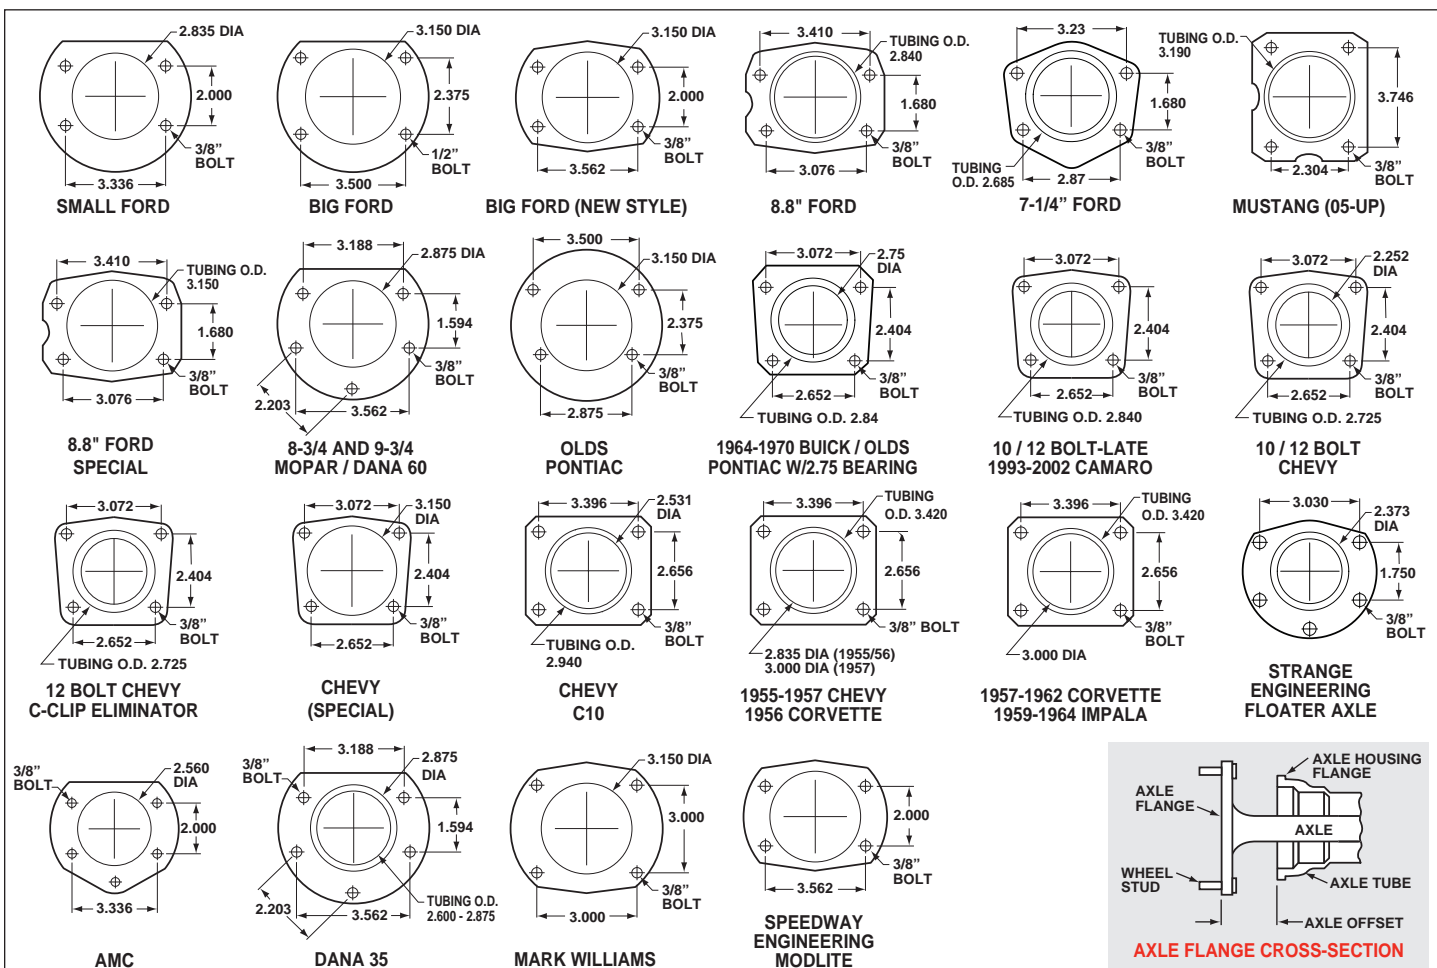 2.835 DIA
2.000
3/8”
BOLT
3.336
SMALL FORD
3.150 DIA
2.375
1/2”
BOLT
3.500
BIG FORD
3.150 DIA
2.000
3/8”
BOLT
3.562
BIG FORD (NEW STYLE)
3.410
TUBING O.D.
2.840
1.680
3/8”
BOLT
3.076
8.8" FORD
3.23
1.680
3/8”
BOLT
TUBING
O.D. 2.685
2.87
7-1/4” FORD
TUBING O.D.
3.190
3.746
3/8”
BOLT
2.304
MUSTANG (05-UP)
3.410
TUBING O.D.
3.150
1.680
3/8”
BOLT
3.076
8.8" FORD
SPECIAL
3.188
2.875 DIA
1.594
3/8”
BOLT
2.203
3.562
8-3/4 AND 9-3/4
MOPAR / DANA 60
3.500
3.150 DIA
2.375
3/8”
BOLT
2.875
OLDS
PONTIAC
3.072
2.75
DIA
2.404
3/8”
BOLT
2.652
TUBING O.D. 2.84
1964-1970 BUICK / OLDS
PONTIAC W/2.75 BEARING
3.072
2.404
3/8”
BOLT
2.652
TUBING O.D. 2.840
10 / 12 BOLT-LATE
1993-2002 CAMARO
3.072
2.252
DIA
2.404
3/8”
BOLT
2.652
TUBING O.D. 2.725
10 / 12 BOLT
CHEVY
3.072
2.404
3/8”
BOLT
2.652
TUBING O.D. 2.725
12 BOLT CHEVY
C-CLIP ELIMINATOR
3.072
3.150
DIA
2.404
3/8”
BOLT
2.652
CHEVY
(SPECIAL)
3.396
2.531
DIA
2.656
3/8”
BOLT
TUBING O.D.
2.940
CHEVY
C10
3.396
TUBING
O.D. 3.420
2.656
3/8” BOLT
2.835 DIA (1955/56)
3.000 DIA (1957)
1955-1957 CHEVY
1956 CORVETTE
3.396
TUBING
O.D. 3.420
2.656
3/8”
BOLT
3.000 DIA
1957-1962 CORVETTE
1959-1964 IMPALA
3.030
2.373
DIA
1.750
3/8”
BOLT
STRANGE
ENGINEERING
FLOATER AXLE
3/8”
BOLT
2.560
DIA
2.000
3.336
AMC
3/8”
BOLT
3.188
2.875
DIA
1.594
2.203
3.562
TUBING O.D.
2.600 - 2.875
DANA 35
3.150 DIA
3.000
3/8”
BOLT
3.000
MARK WILLIAMS
2.000
3/8”
BOLT
3.562
SPEEDWAY
ENGINEERING
MODLITE
AXLE HOUSING
FLANGE
AXLE
FLANGE
AXLE
WHEEL
STUD
AXLE TUBE
AXLE OFFSET
AXLE FLANGE CROSS-SECTION